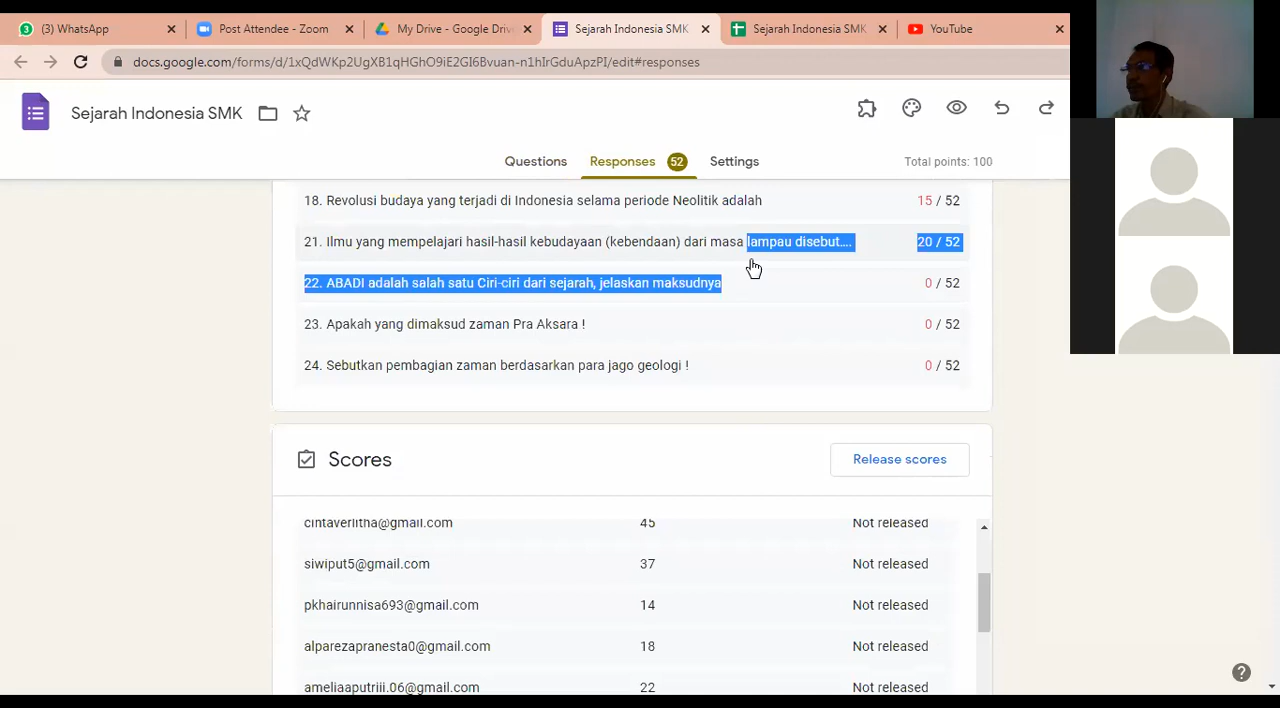 3 (3) WhatsApp Post Attendee - Zoom My Drive - Google Driv Sejarah Indonesia SMK Sejarah Indonesia SMK YouTube
docs.google.com/forms/d/1xQdWKp2UgXB1qHGhO9iE2GI6Bvuan-n1hIrGduApzPI/edit#responses
Sejarah Indonesia SMK
Questions Responses 52 Settings Total points: 100
18. Revolusi budaya yang terjadi di Indonesia selama periode Neolitik adalah 15 / 52
21. Ilmu yang mempelajari hasil-hasil kebudayaan (kebendaan) dari masa lampau disebut.... 20 / 52
22. ABADI adalah salah satu Ciri-ciri dari sejarah, jelaskan maksudnya 0 / 52
23. Apakah yang dimaksud zaman Pra Aksara ! 0 / 52
24. Sebutkan pembagian zaman berdasarkan para jago geologi ! 0 / 52
Scores Release scores
cintaverlitha@gmail.com 45 Not released
siwiput5@gmail.com 37 Not released
pkhairunnisa693@gmail.com 14 Not released
alparezapranesta0@gmail.com 18 Not released
ameliaaputriii.06@gmail.com 22 Not released